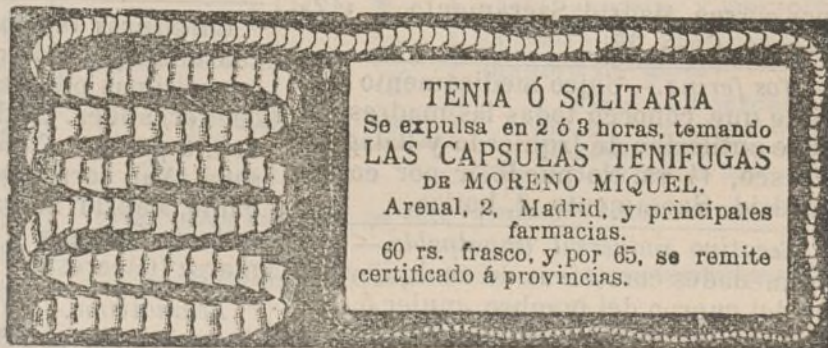 TENIA Ó SOLITARIA
Se expulsa en 2 ó 3 horas, temando
LAS CAPSULAS TENIFUGAS
DE MORENO MIQUEL.
Arenal, 2, Madrid, y principales
farmacias.
60 rs. frasco, y por 65, se remite
certificado á provincias.